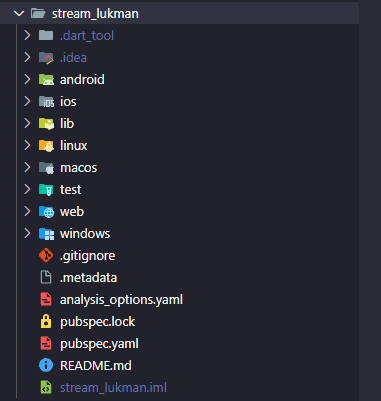 stream_lukman
.dart_tool
.idea
android
ios
lib
linux
macos
test
web
windows
.gitignore
.metadata
analysis_options.yaml
pubspec.lock
pubspec.yaml
README.md
stream_lukman.iml